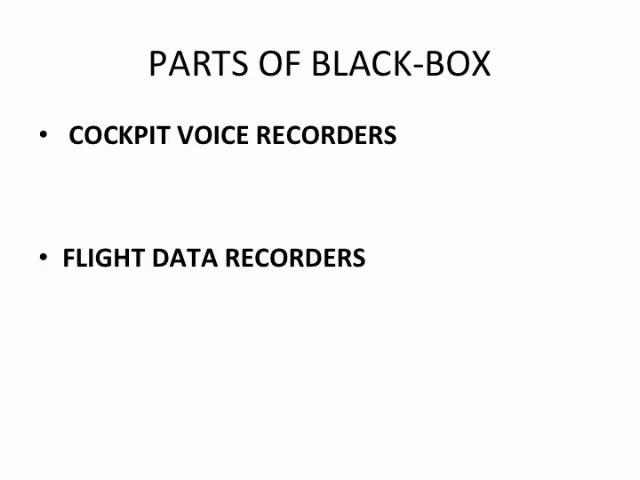 PARTS OF BLACK-BOX
• COCKPIT VOICE RECORDERS
• FLIGHT DATA RECORDERS